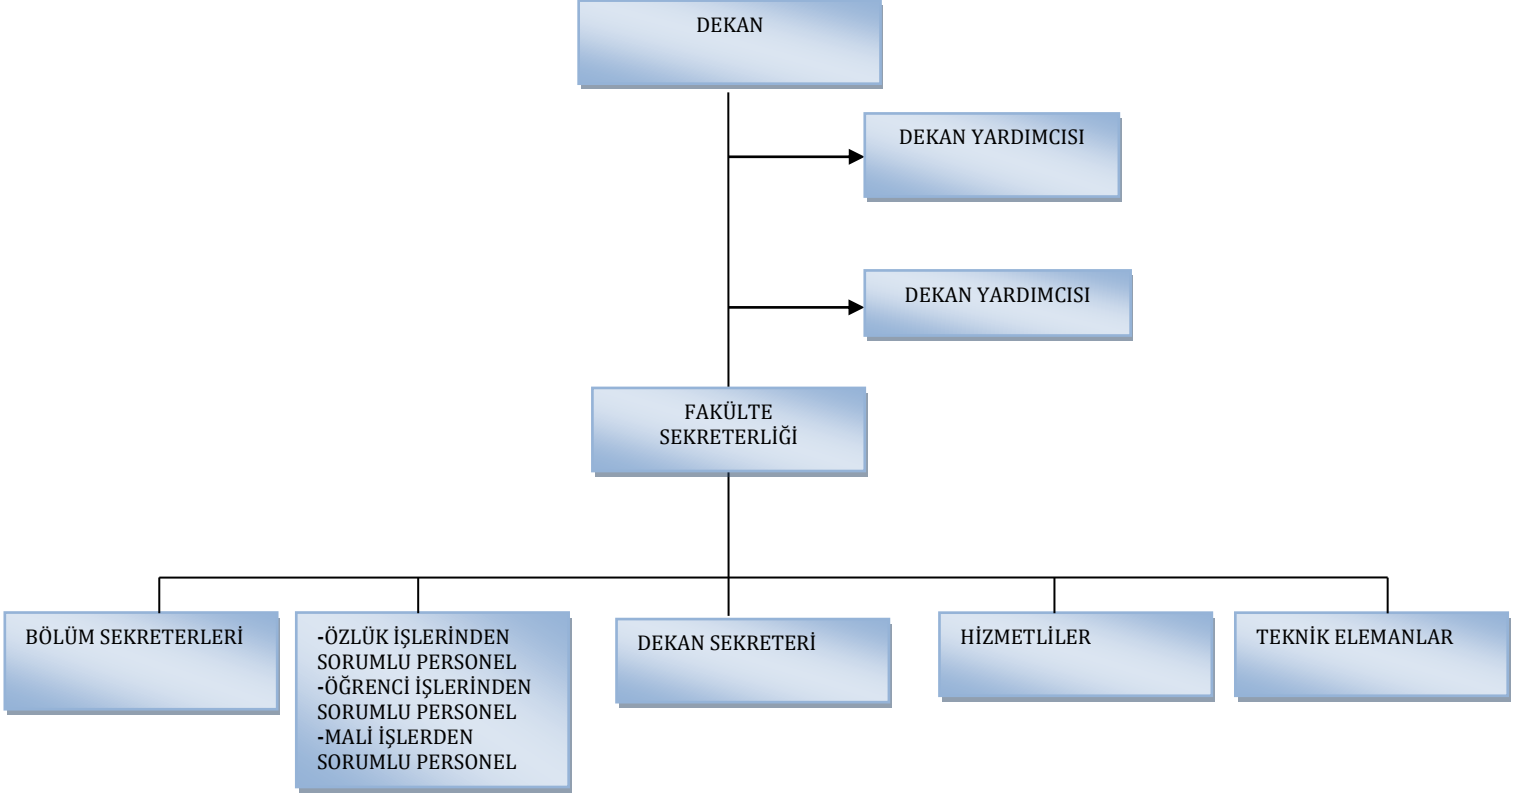 DEKAN
DEKAN YARDIMCISI
DEKAN YARDIMCISI
FAKÜLTE
SEKRETERLİĞİ
BÖLÜM SEKRETERLERİ
-ÖZLÜK İŞLERİNDEN
SORUMLU PERSONEL
-ÖĞRENCİ İŞLERİNDEN
SORUMLU PERSONEL
-MALİ İŞLERDEN
SORUMLU PERSONEL
DEKAN SEKRETERİ
HİZMETLİLER
TEKNİK ELEMANLAR